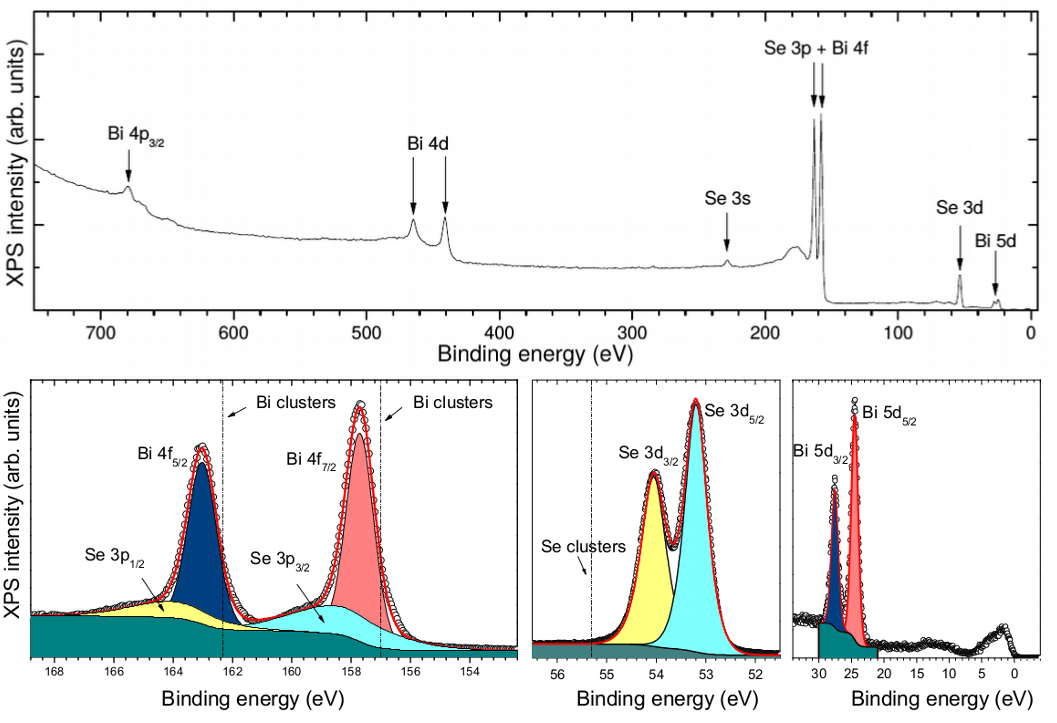 XPS intensity (arb. units)
Bi 4p3/2
Bi 4d
Se 3s
Se 3p + Bi 4f
Se 3d
Bi 5d
700 600 500 400 300 200 100 0
Binding energy (eV)
XPS intensity (arb. units)
Bi clusters
Bi clusters
Bi 4f5/2
Bi 4f7/2
Se 3p1/2
Se 3p3/2
168 166 164 162 160 158 156 154
Binding energy (eV)
Se 3d5/2
Se 3d3/2
Se clusters
56 55 54 53 52
Binding energy (eV)
Bi 5d5/2
Bi 5d3/2
30 25 20 15 10 5 0
Binding energy (eV)